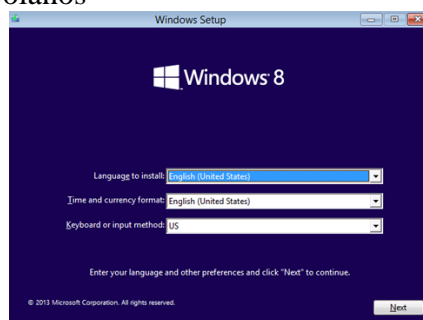 Windows Setup
Windows 8
Language to install: English (United States)
Time and currency format: English (United States)
Keyboard or input method: US
Enter your language and other preferences and click "Next" to continue.
© 2013 Microsoft Corporation. All rights reserved.
Next